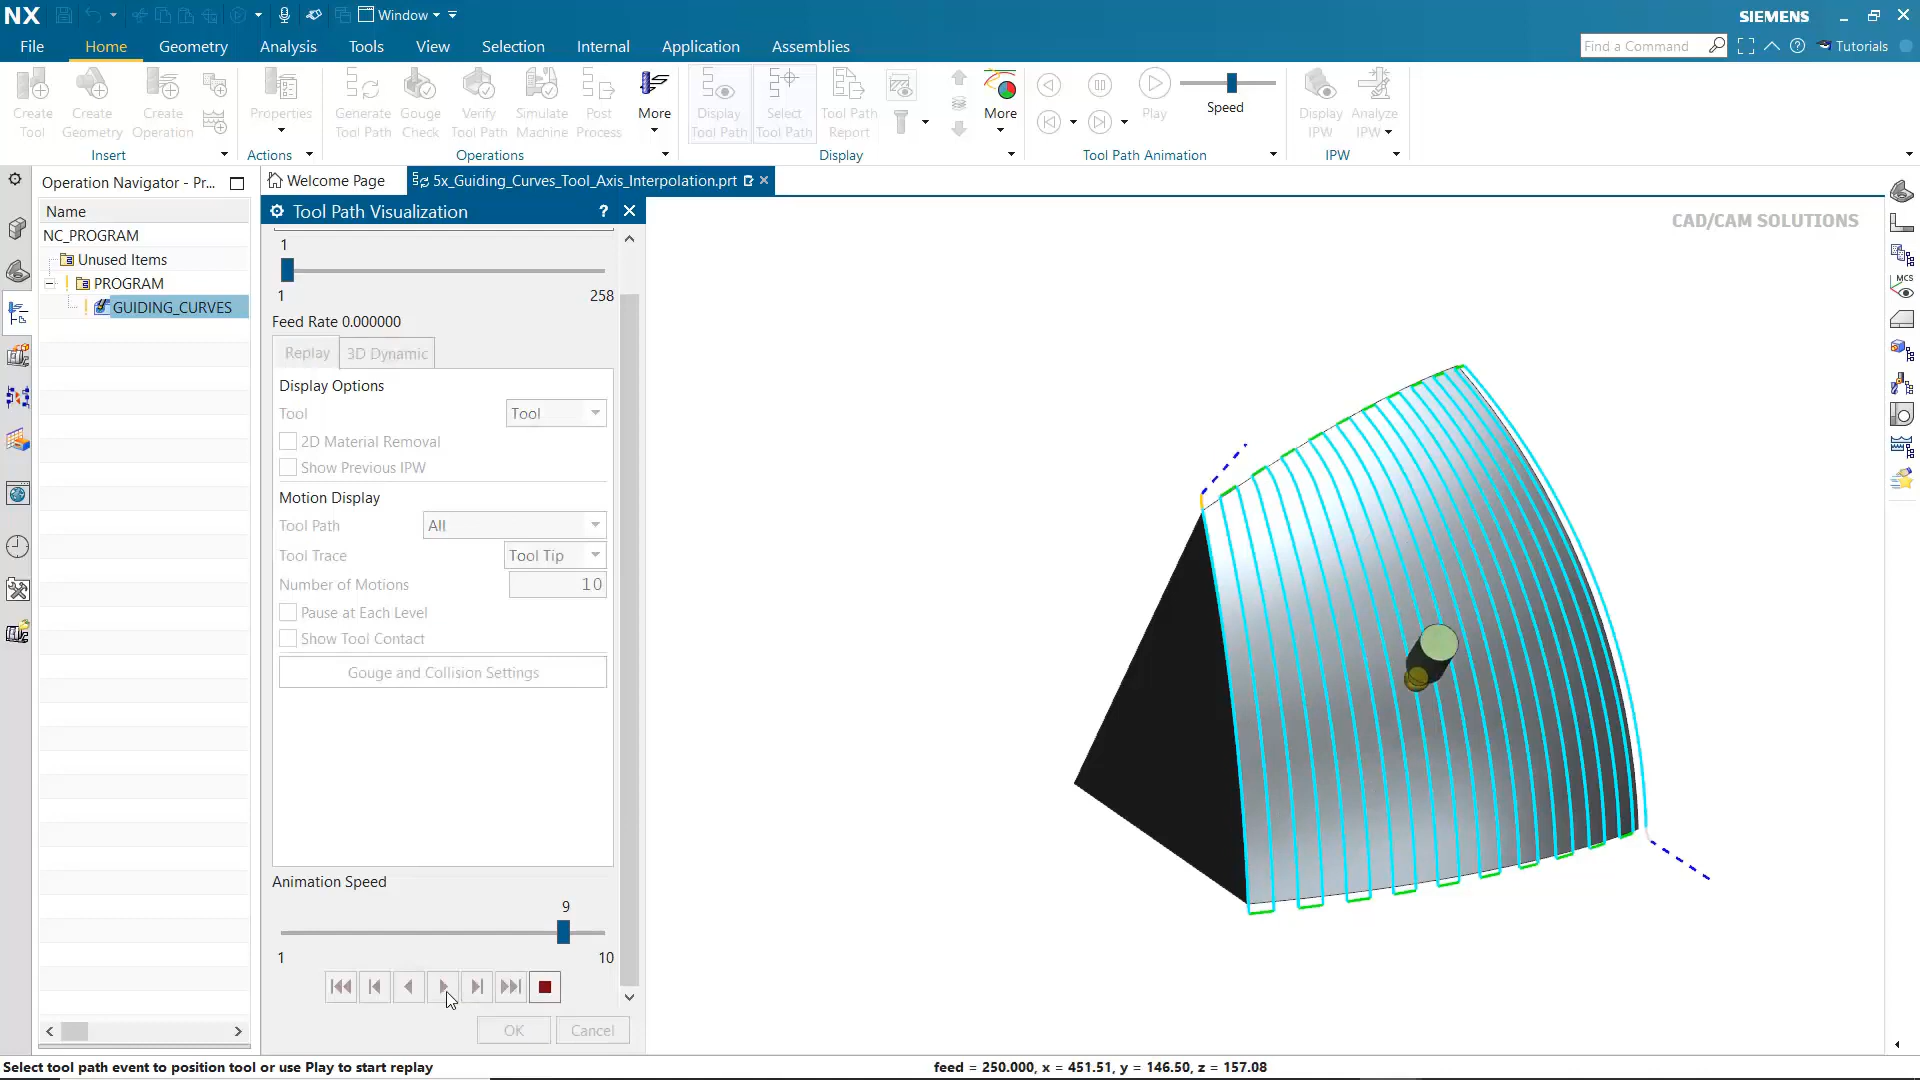 NX
Window
SIEMENS
File Home Geometry Analysis Tools View Selection Internal Application Assemblies
Find a Command
Tutorials
Create Tool
Create Geometry
Create Operation
Insert
Properties
Actions
Generate Tool Path
Gouge Check
Verify Tool Path
Simulate Machine
Post Process
More
Operations
Display Tool Path
Select Tool Path
Tool Path Report
More
Display
Play
Speed
Tool Path Animation
Display IPW
Analyze IPW
IPW
Operation Navigator - Pr...
Name
NC_PROGRAM
Unused Items
PROGRAM
GUIDING_CURVES
Welcome Page
5x_Guiding_Curves_Tool_Axis_Interpolation.prt
Tool Path Visualization
?
1
1 258
Feed Rate 0.000000
Replay 3D Dynamic
Display Options
Tool Tool
2D Material Removal
Show Previous IPW
Motion Display
Tool Path All
Tool Trace Tool Tip
Number of Motions 10
Pause at Each Level
Show Tool Contact
Gouge and Collision Settings
Animation Speed
9
1 10
OK Cancel
CAD/CAM SOLUTIONS
MCS
Select tool path event to position tool or use Play to start replay
feed = 250.000, x = 451.51, y = 146.50, z = 157.08